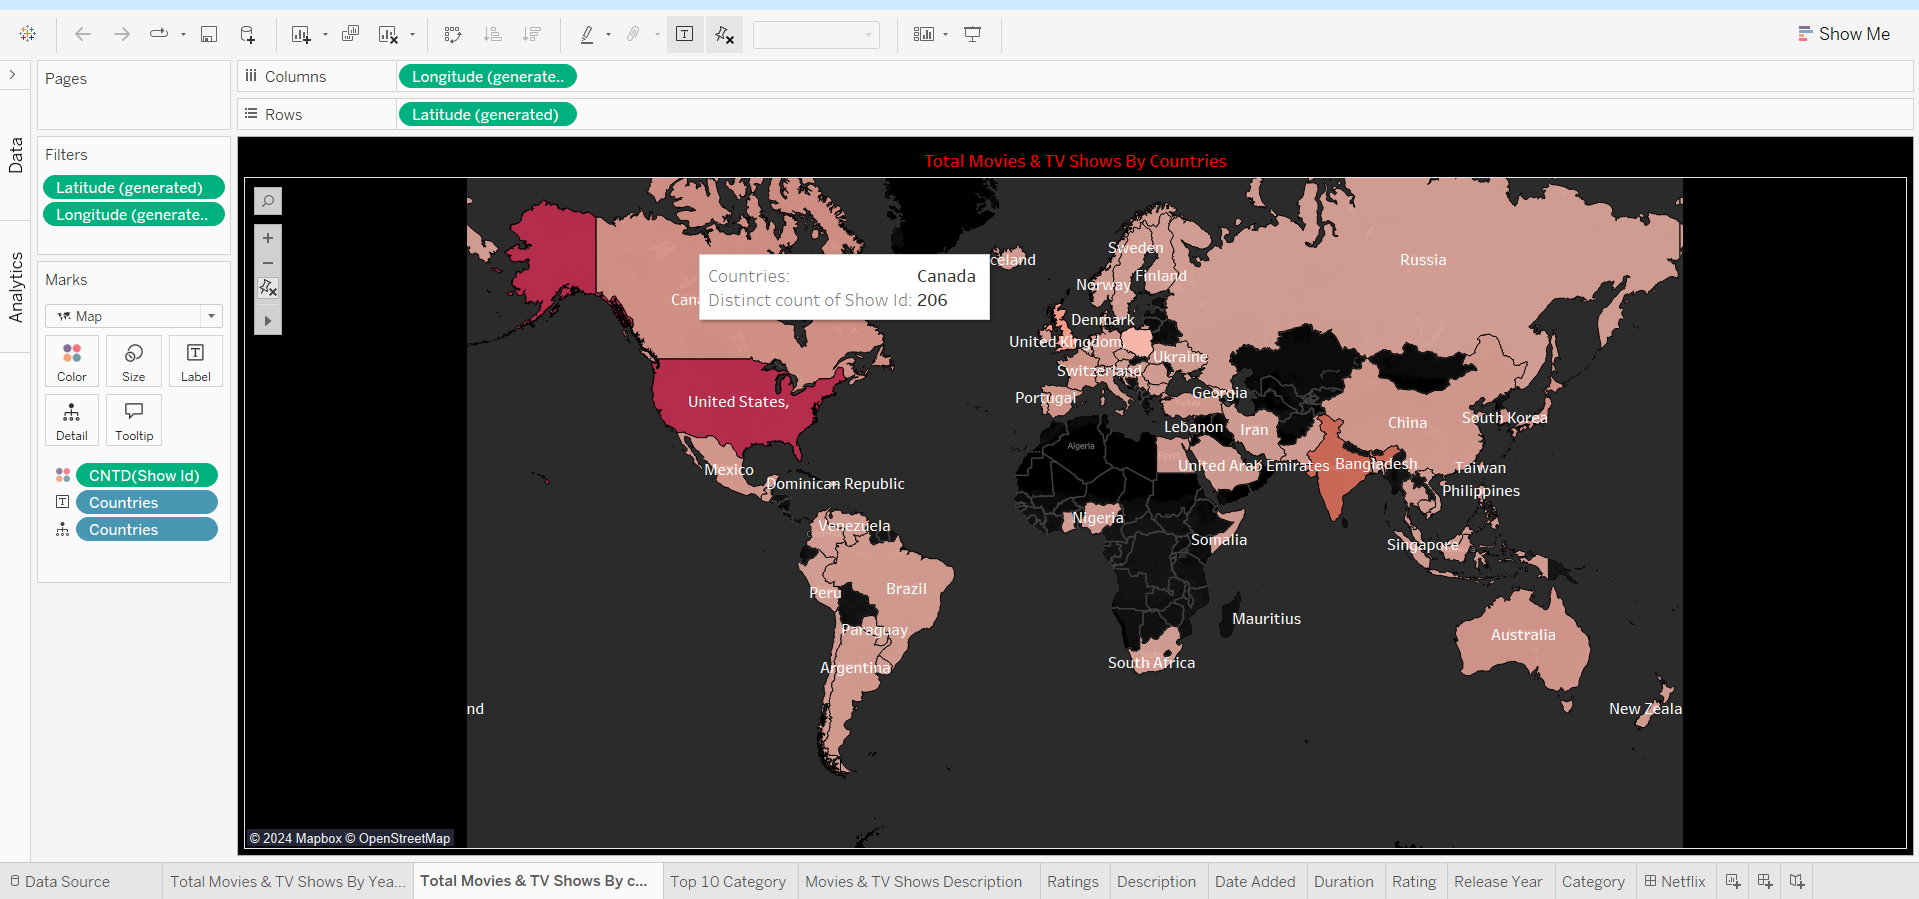 Show Me
Pages
Columns
Longitude (generate..
Rows
Latitude (generated)
Data
Analytics
Filters
Latitude (generated)
Longitude (generate..
Marks
Map
Color
Size
Label
Detail
Tooltip
CNTD(Show Id)
Countries
Countries
Total Movies & TV Shows By Countries
Countries: Canada
Distinct count of Show Id: 206
Cana
celand
Sweden
Finland
Norway
Russia
Denmark
United Kingdom
Ukraine
Switzerland
Portugal
Georgia
United States,
Lebanon
Iran
China
South Korea
Algeria
Egypt
Mexico
United Arab Emirates
Bangladesh
Taiwan
Dominican Republic
Philippines
Venezuela
Nigeria
Somalia
Singapore
Peru
Brazil
Mauritius
Paraguay
Australia
Argentina
South Africa
nd
New Zeala
© 2024 Mapbox © OpenStreetMap
Data Source
Total Movies & TV Shows By Yea...
Total Movies & TV Shows By c...
Top 10 Category
Movies & TV Shows Description
Ratings
Description
Date Added
Duration
Rating
Release Year
Category
Netflix